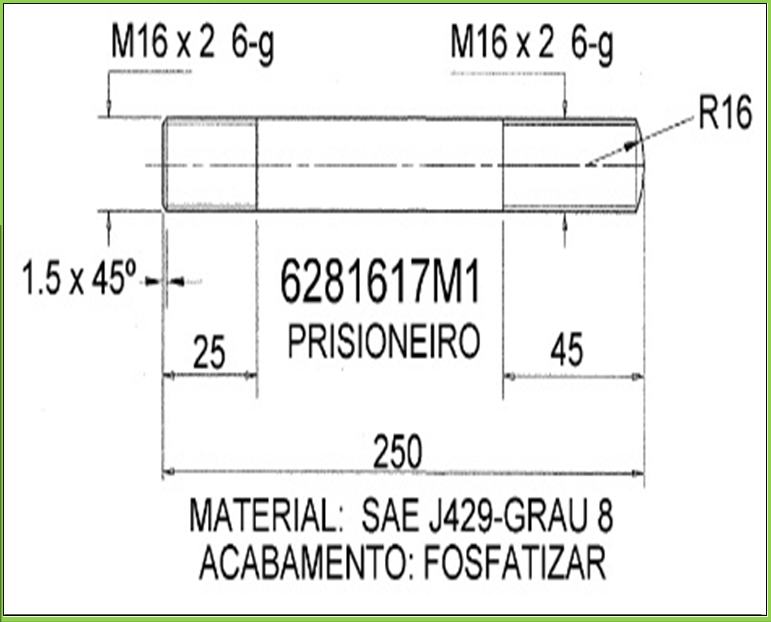 M16 x 2 6-g
M16 x 2 6-g
R16
1.5 x 45º
6281617M1
PRISIONEIRO
25
45
250
MATERIAL: SAE J429-GRAU 8
ACABAMENTO: FOSFATIZAR